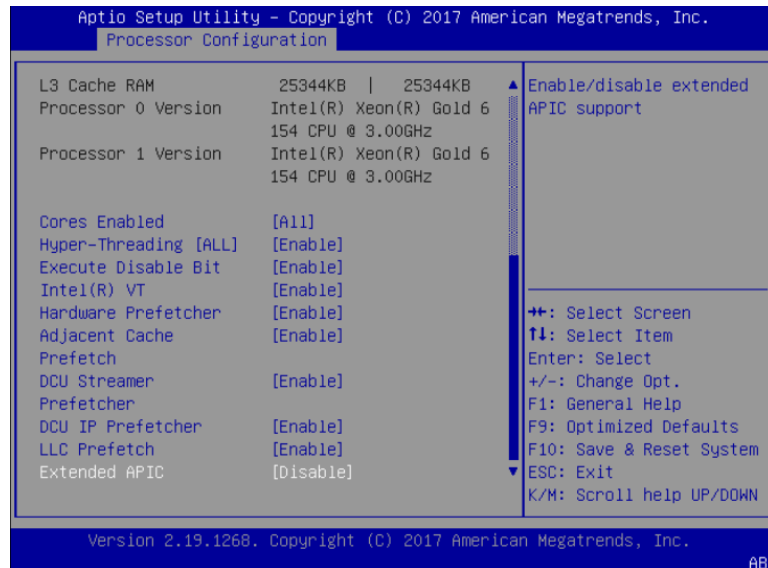 Aptio Setup Utility – Copyright (C) 2017 American Megatrends, Inc.
Processor Configuration
L3 Cache RAM 25344KB | 25344KB
Processor 0 Version Intel(R) Xeon(R) Gold 6
154 CPU @ 3.00GHz
Processor 1 Version Intel(R) Xeon(R) Gold 6
154 CPU @ 3.00GHz
Cores Enabled [All]
Hyper-Threading [ALL] [Enable]
Execute Disable Bit [Enable]
Intel(R) VT [Enable]
Hardware Prefetcher [Enable]
Adjacent Cache [Enable]
Prefetch
DCU Streamer [Enable]
Prefetcher
DCU IP Prefetcher [Enable]
LLC Prefetch [Enable]
Extended APIC [Disable]
Enable/disable extended
APIC support
→←: Select Screen
↑↓: Select Item
Enter: Select
+/-: Change Opt.
F1: General Help
F9: Optimized Defaults
F10: Save & Reset System
ESC: Exit
K/M: Scroll help UP/DOWN
Version 2.19.1268. Copyright (C) 2017 American Megatrends, Inc.
AB